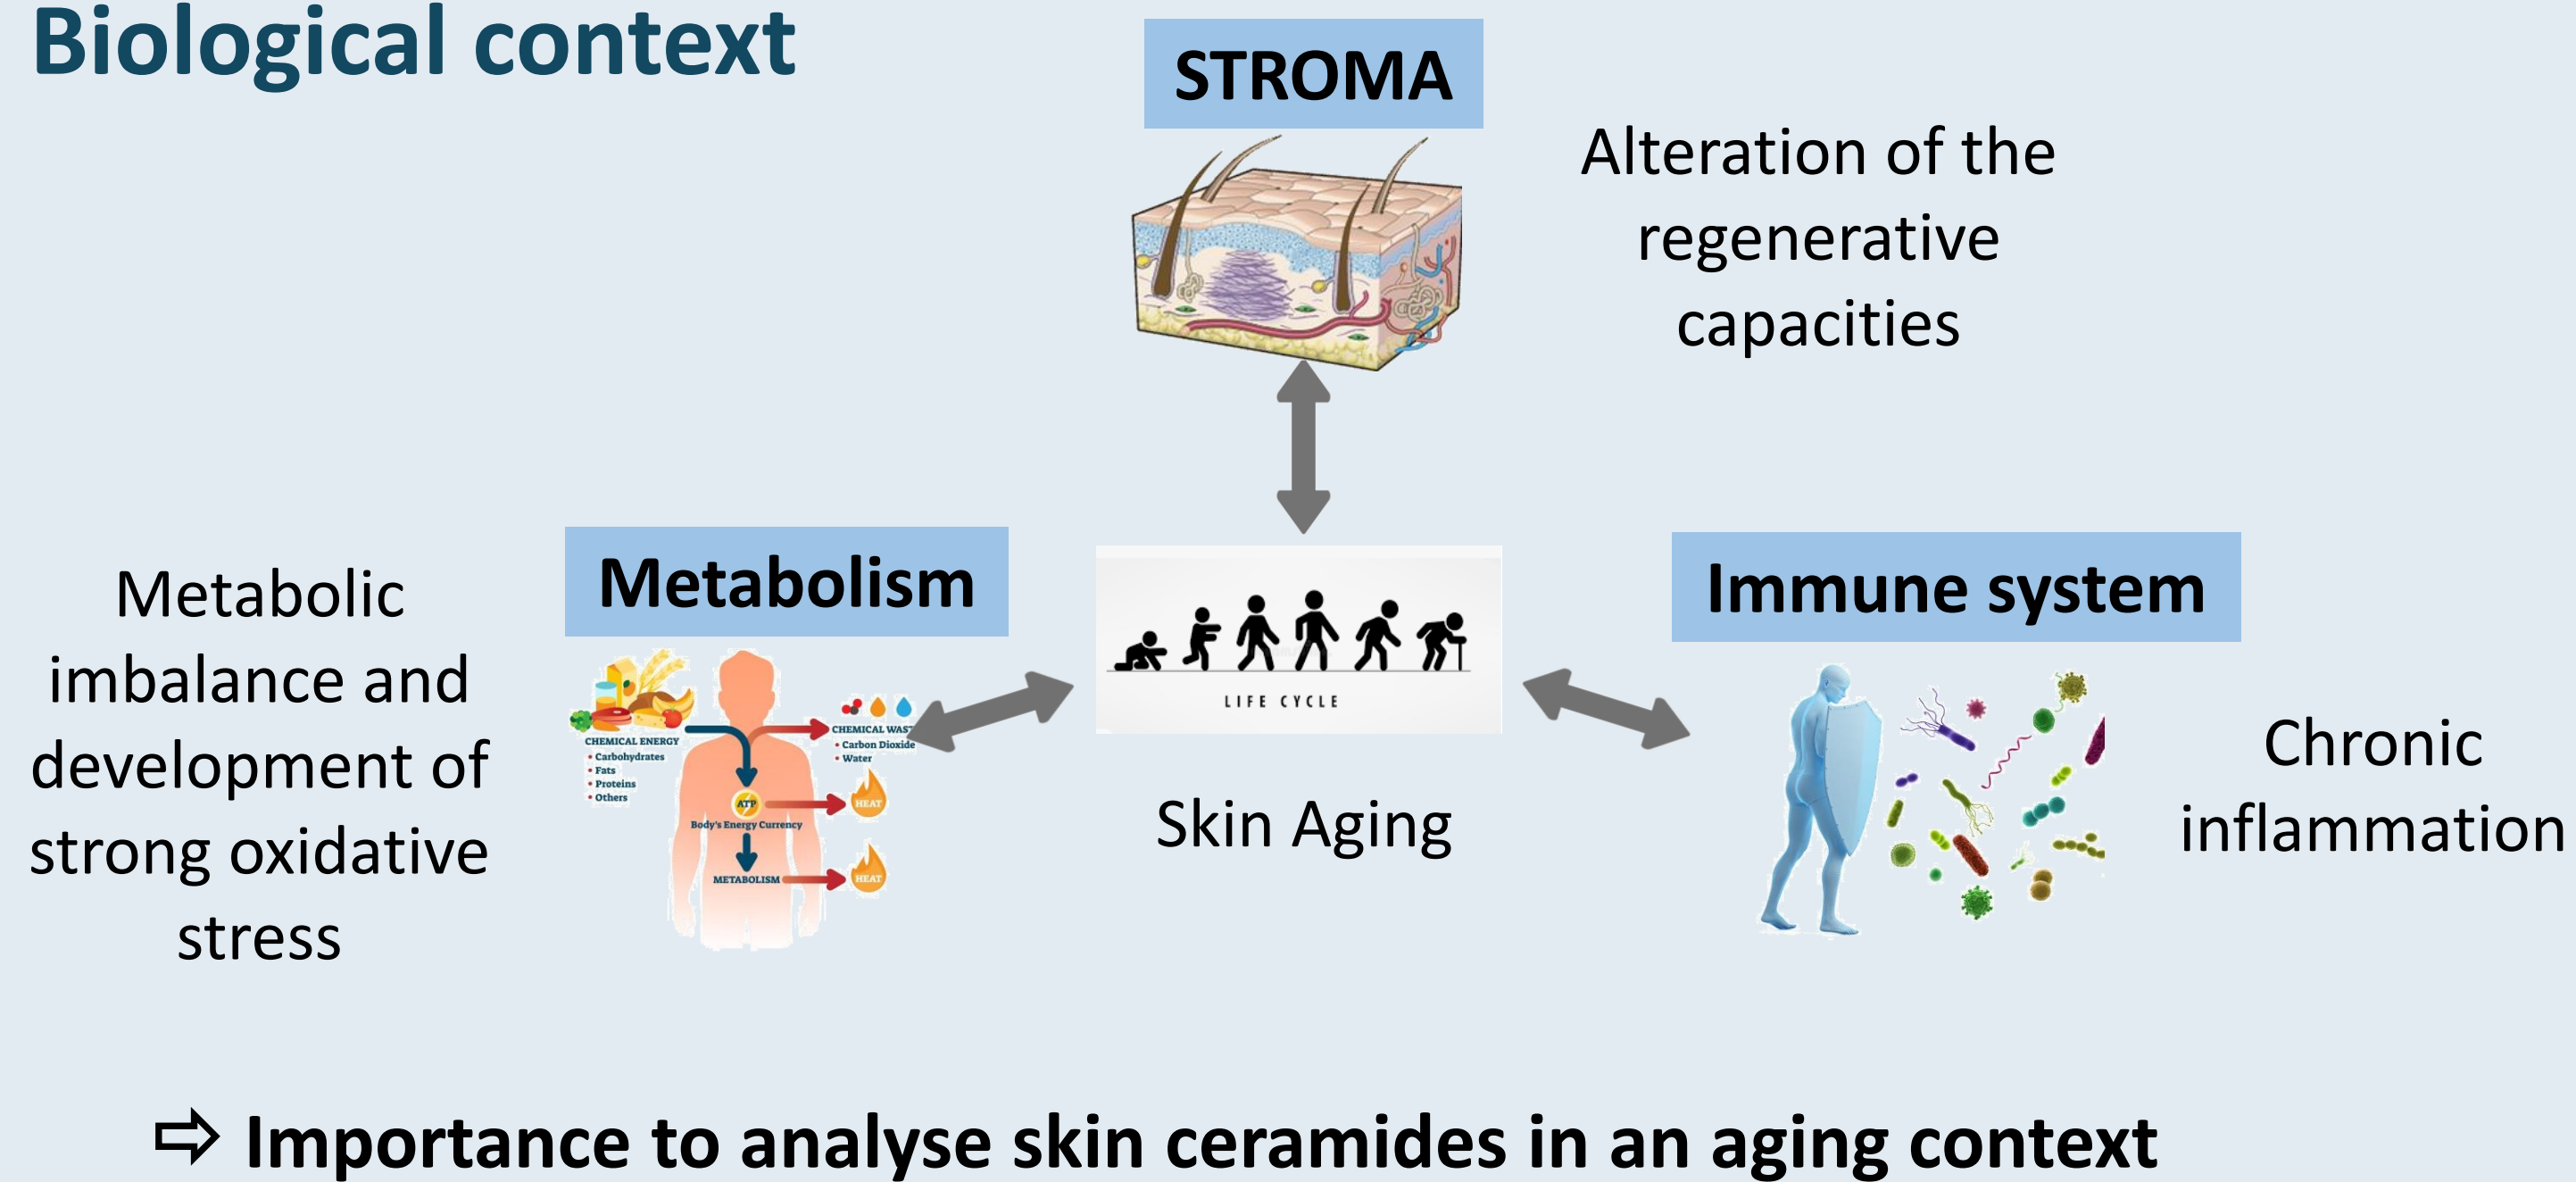 Biological context
STROMA
Alteration of the
regenerative
capacities
Metabolism
Metabolic
imbalance and
development of
strong oxidative
stress
CHEMICAL ENERGY
• Carbohydrates
• Fats
• Proteins
• Others
CHEMICAL WAS
• Carbon Dioxide
• Water
ATP
HEAT
Body's Energy Currency
METABOLISM
HEAT
LIFE CYCLE
Skin Aging
Immune system
Chronic
inflammation
⇨ Importance to analyse skin ceramides in an aging context